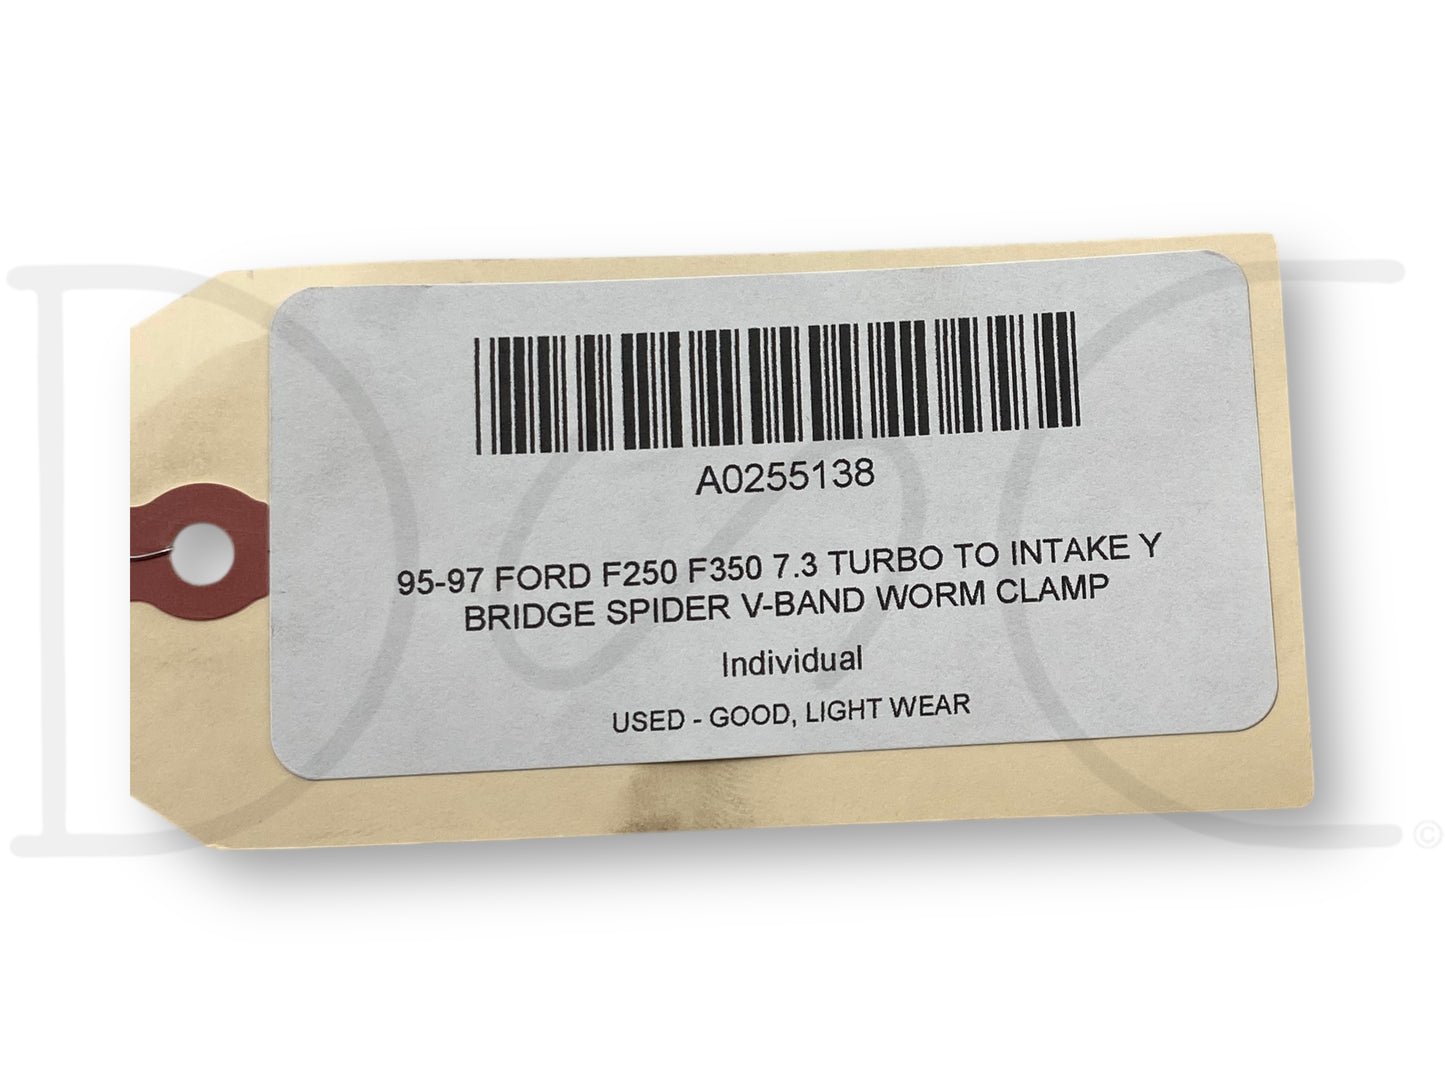 A0255138
95-97 FORD F250 F350 7.3 TURBO TO INTAKE Y
BRIDGE SPIDER V-BAND WORM CLAMP
Individual
USED - GOOD, LIGHT WEAR
©